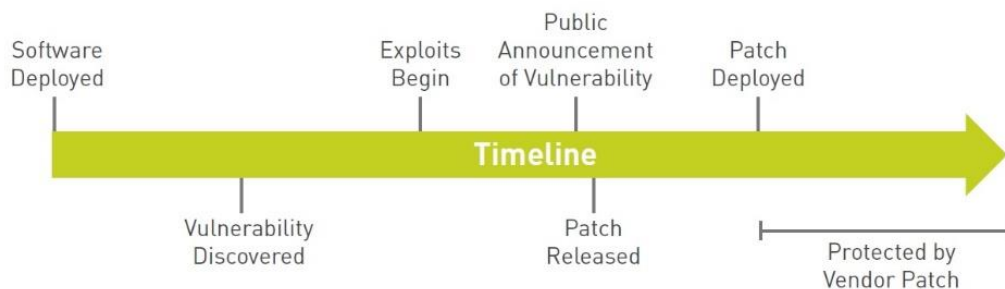 Software
Deployed
Exploits
Begin
Public
Announcement
of Vulnerability
Patch
Deployed
Timeline
Vulnerability
Discovered
Patch
Released
Protected by
Vendor Patch